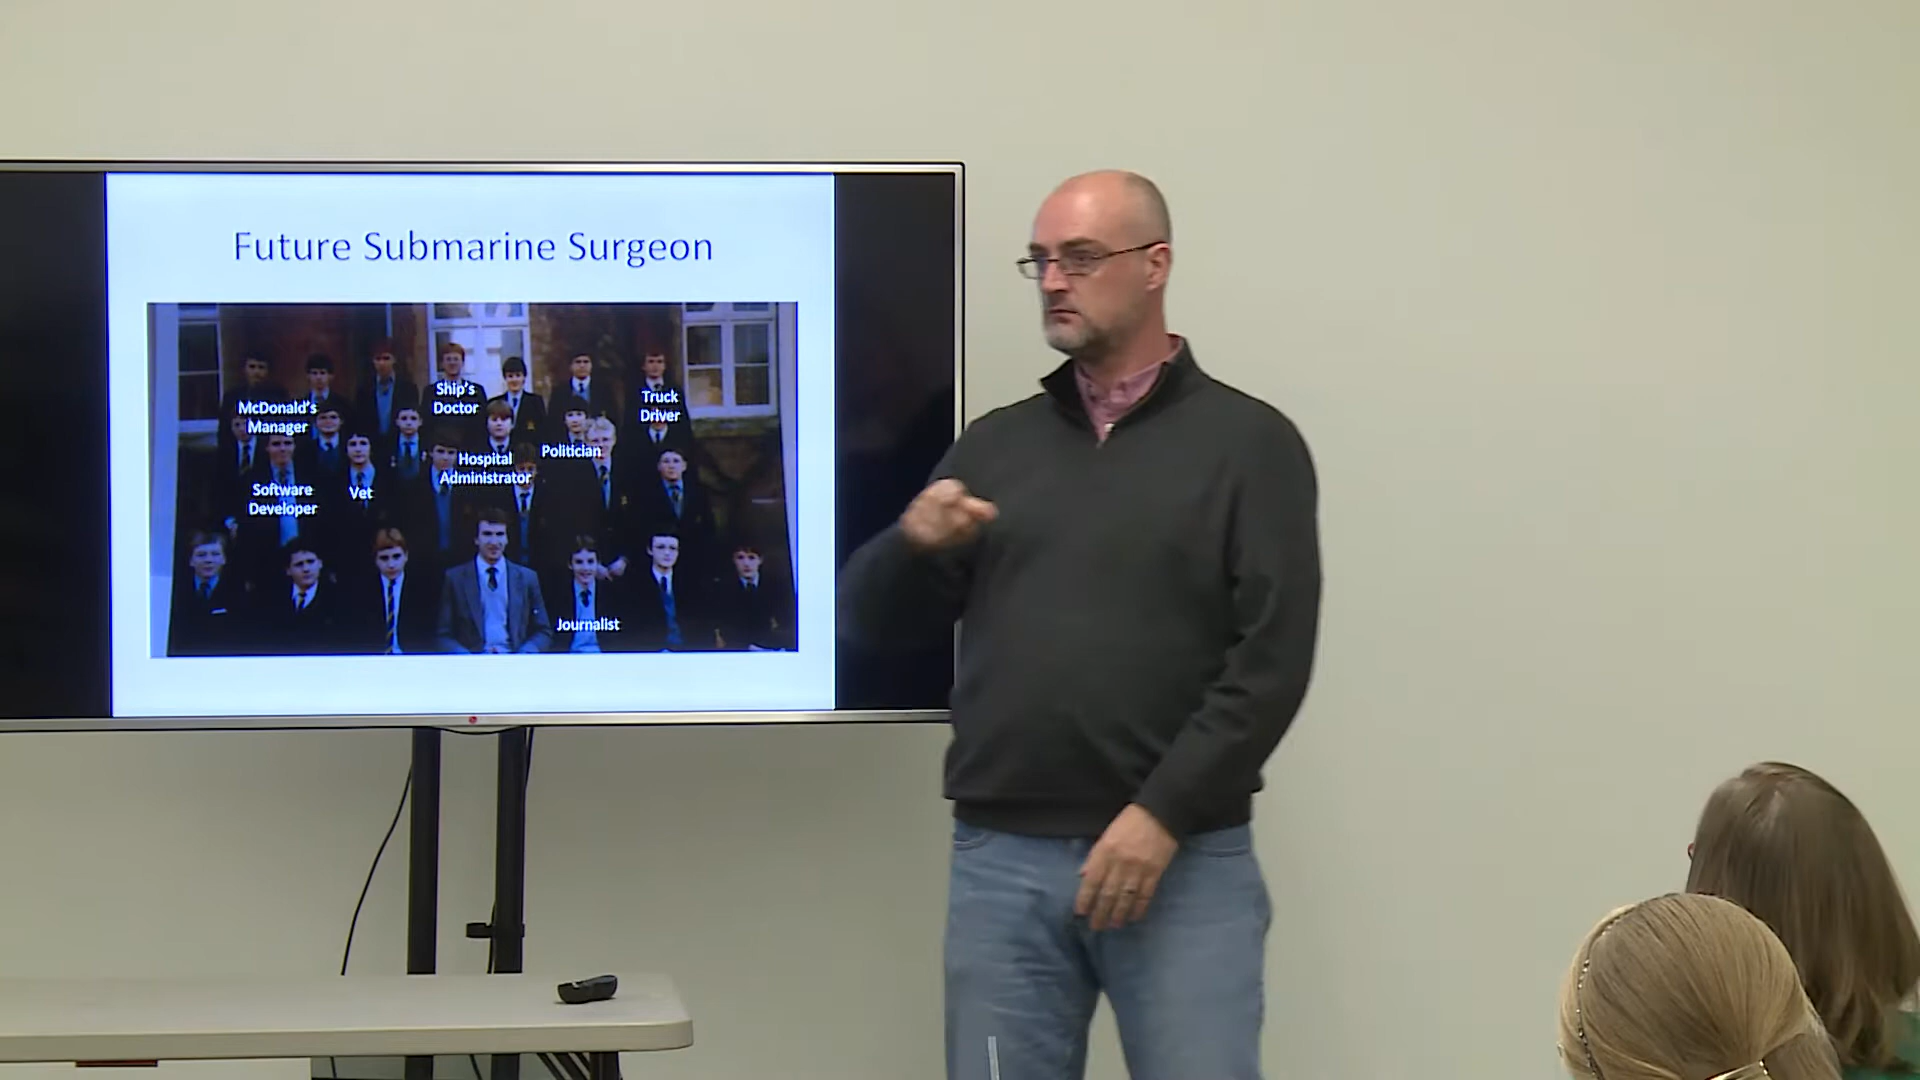 Future Submarine Surgeon
Ship's
Doctor
Truck
Driver
McDonald's
Manager
Politician
Hospital
Administrator
Software
Developer
Vet
Journalist